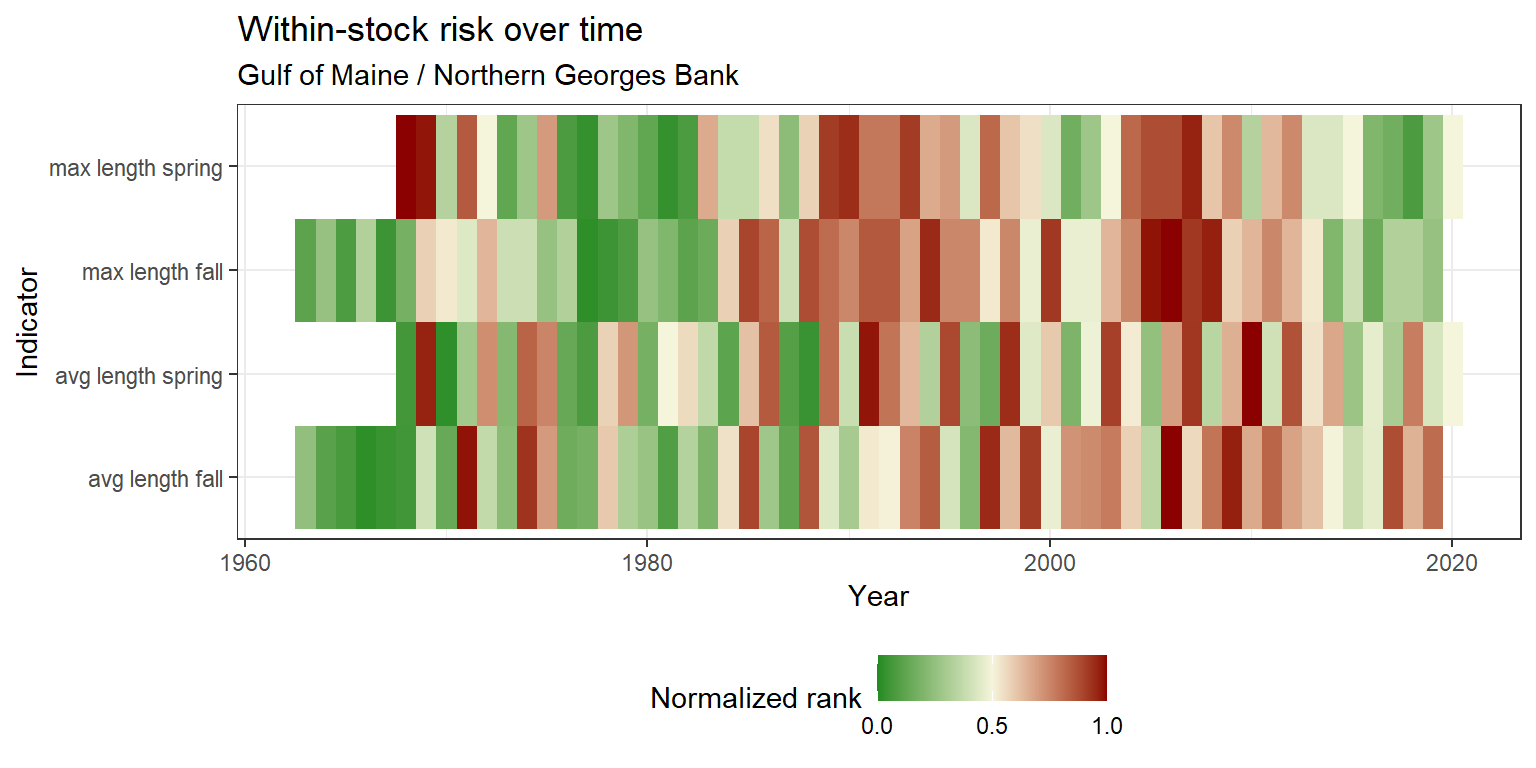 Within-stock risk over time
Gulf of Maine / Northern Georges Bank
Indicator
max length spring
max length fall
avg length spring
avg length fall
1960 1980 2000 2020
Year
Normalized rank
0.0 0.5 1.0